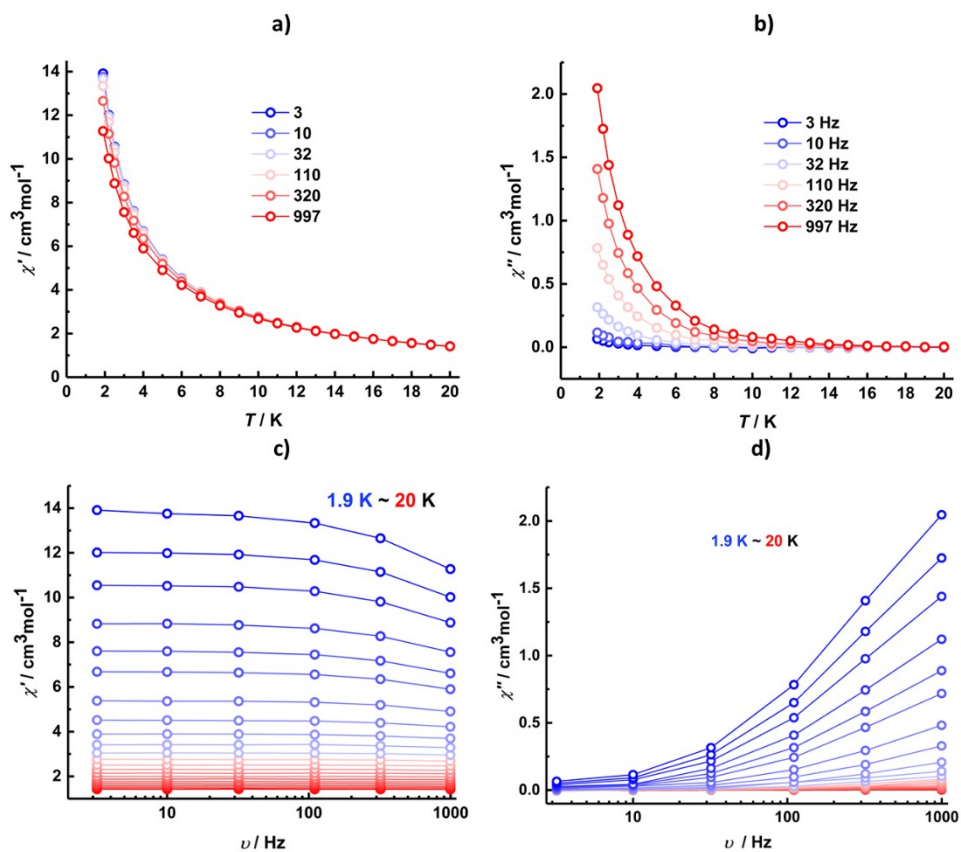 a)
14
12
10
8
6
4
2
0
χ′ / cm³mol⁻¹
3
10
32
110
320
997
0 2 4 6 8 10 12 14 16 18 20
T / K
b)
2.0
1.5
1.0
0.5
0.0
χ″ / cm³mol⁻¹
3 Hz
10 Hz
32 Hz
110 Hz
320 Hz
997 Hz
0 2 4 6 8 10 12 14 16 18 20
T / K
c)
14
12
10
8
6
4
2
χ′ / cm³mol⁻¹
1.9 K ~ 20 K
10 100 1000
υ / Hz
d)
2.0
1.5
1.0
0.5
0.0
χ″ / cm³mol⁻¹
1.9 K ~ 20 K
10 100 1000
υ / Hz